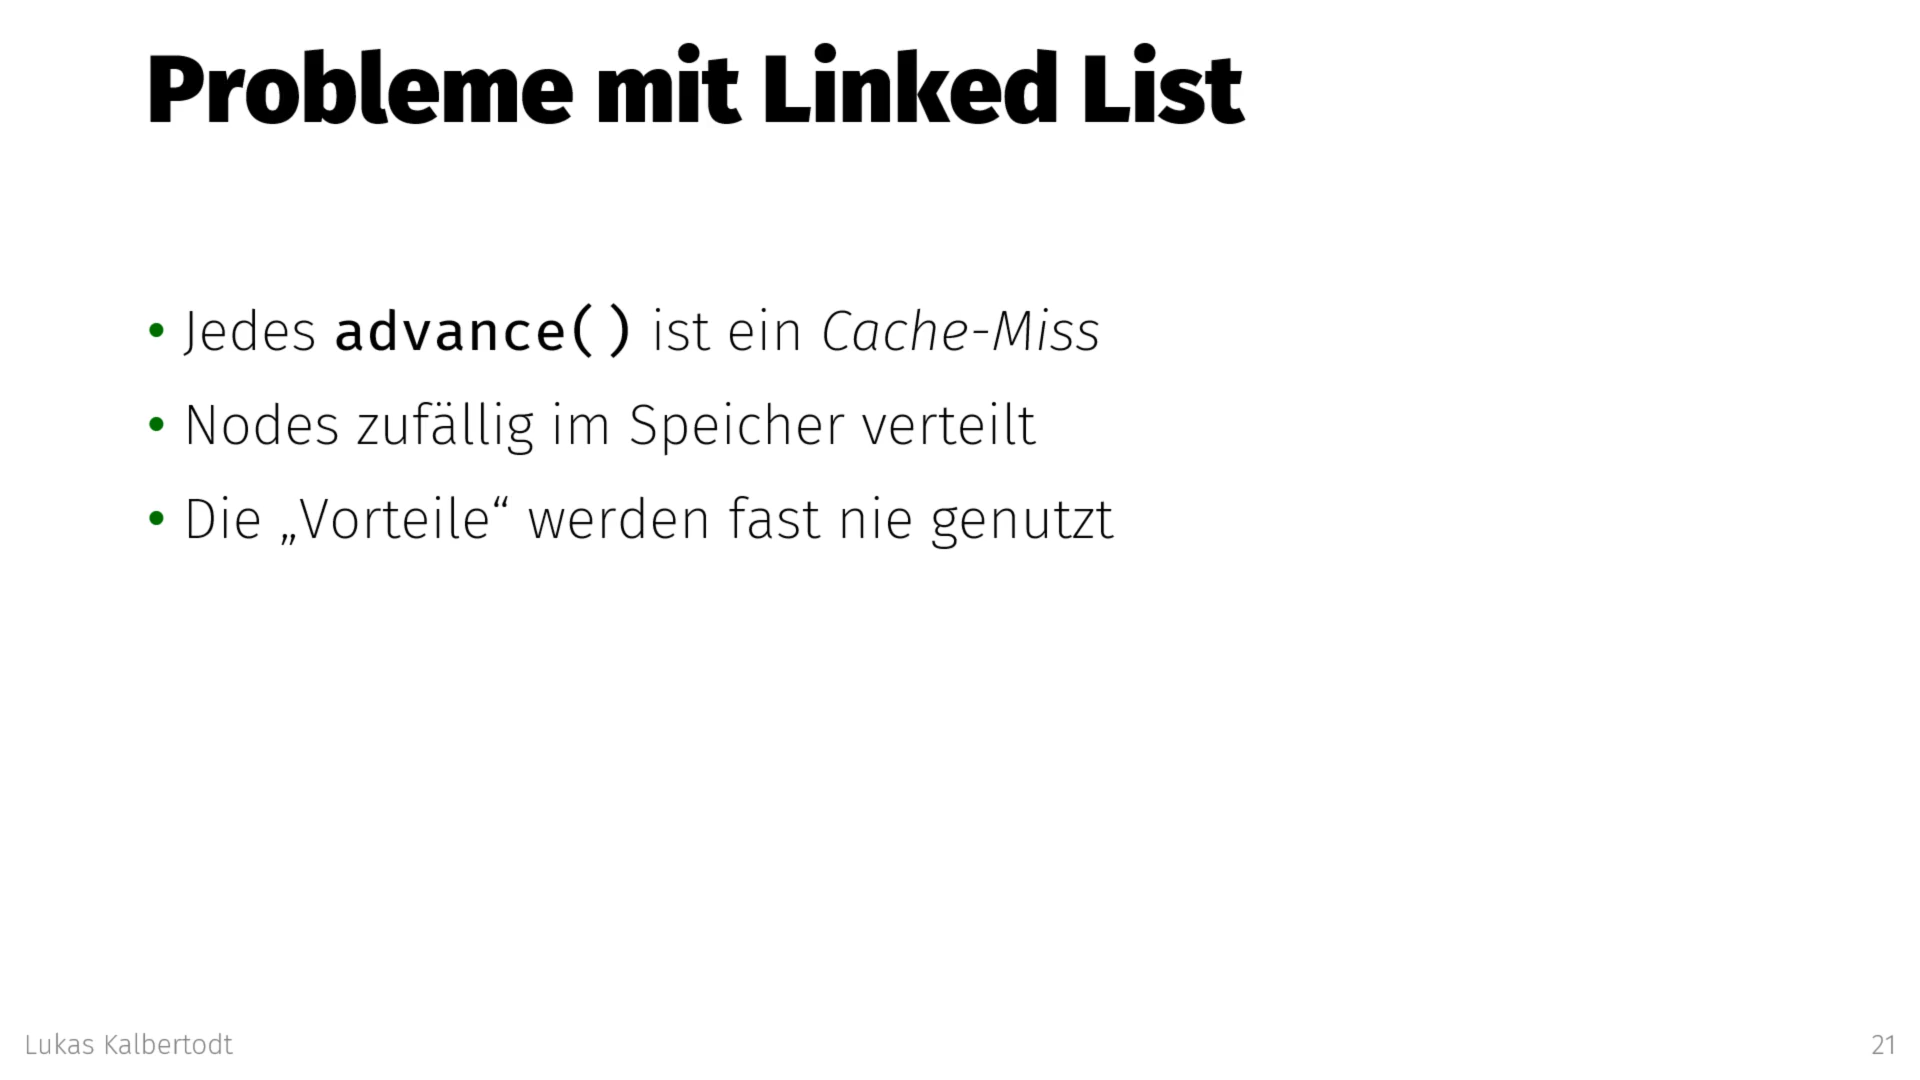 Probleme mit Linked List
• Jedes advance() ist ein Cache-Miss
• Nodes zufällig im Speicher verteilt
• Die „Vorteile“ werden fast nie genutzt
Lukas Kalbertodt
21